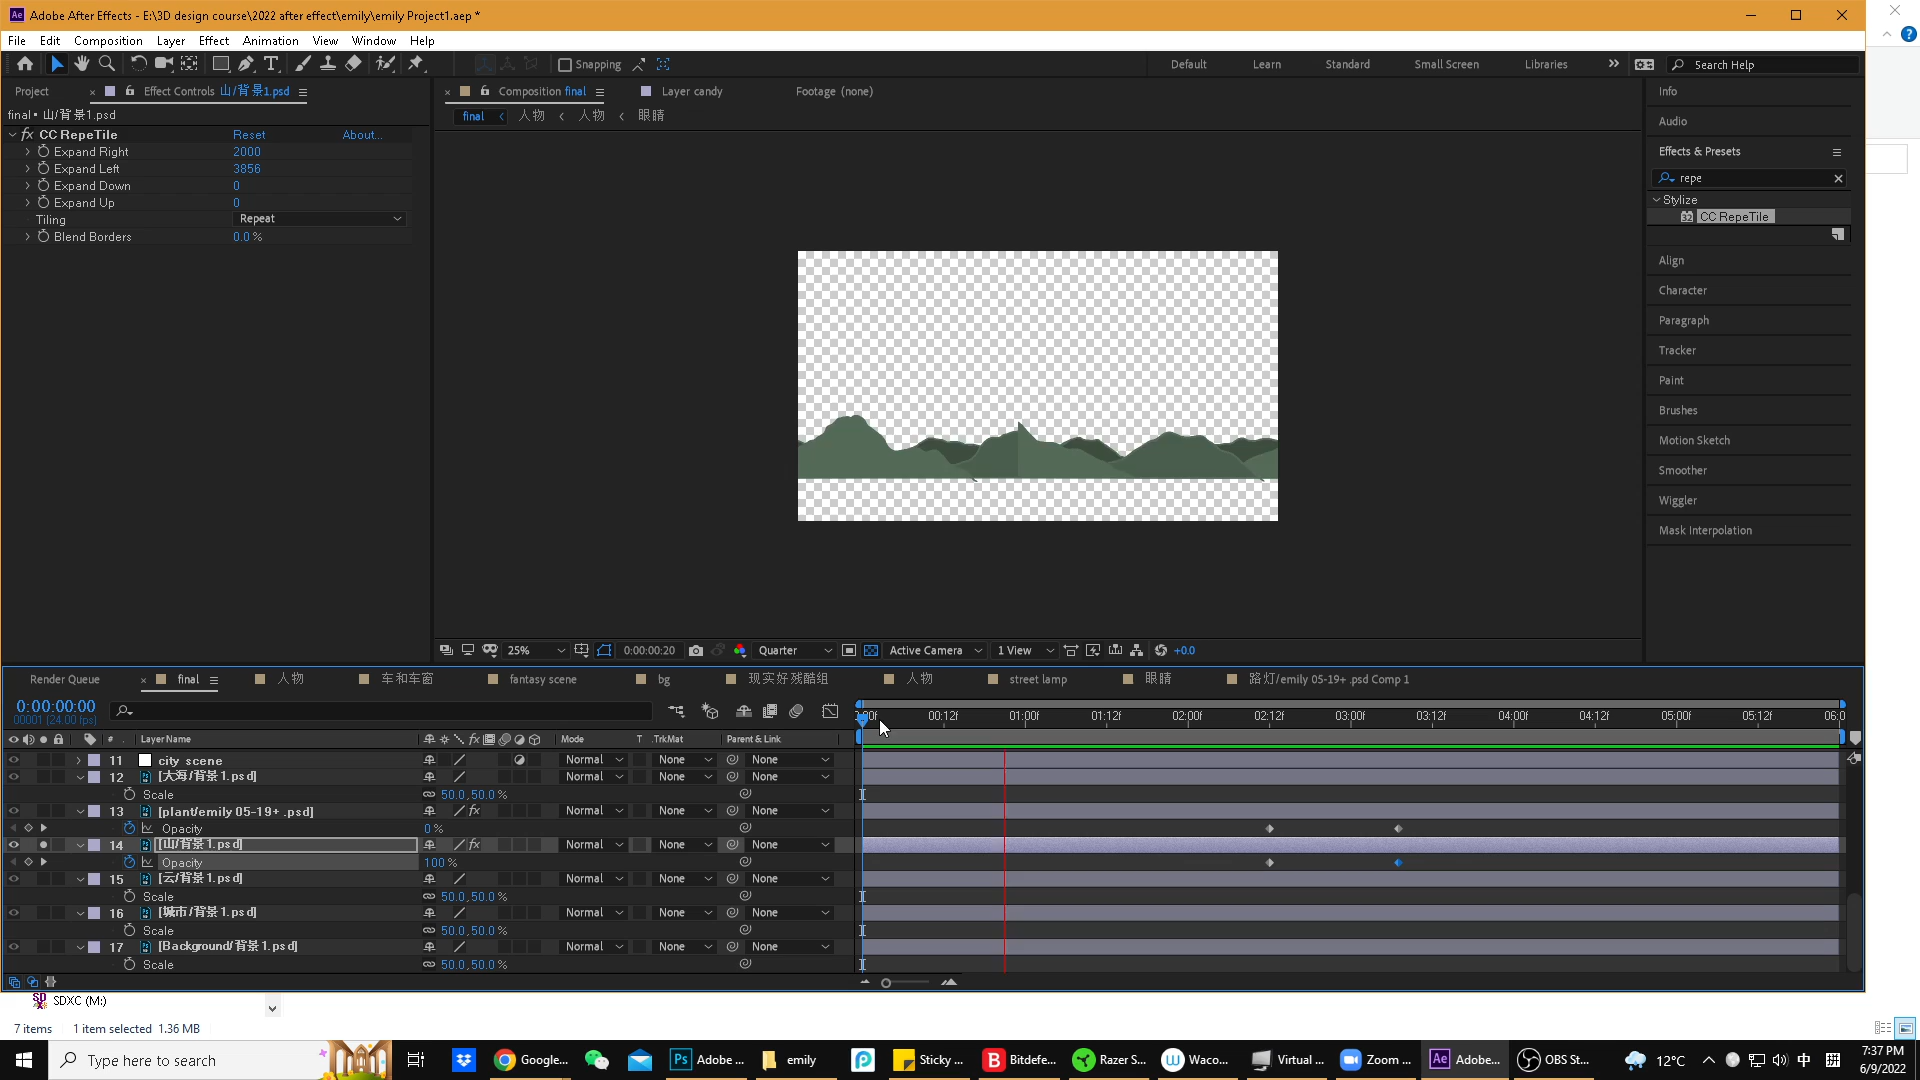 Adobe After Effects - E:\3D design course\2022 after effect\emily\emily Project1.aep *
File Edit Composition Layer Effect Animation View Window Help
Snapping
Default Learn Standard Small Screen Libraries
Search Help
Project
Effect Controls 山/背景1.psd
final • 山/背景1.psd
CC RepeTile Reset About...
Expand Right 2000
Expand Left 3856
Expand Down 0
Expand Up 0
Tiling Repeat
Blend Borders 0.0 %
Composition final
Layer candy
Footage (none)
final 人物 人物 眼睛
25% 0:00:00:20 Quarter Active Camera 1 View +0.0
Info
Audio
Effects & Presets
repe
Stylize
CC RepeTile
Align
Character
Paragraph
Tracker
Paint
Brushes
Motion Sketch
Smoother
Wiggler
Mask Interpolation
Render Queue final 人物 车和车窗 fantasy scene bg 现实好残酷组 人物 street lamp 眼睛 路灯/emily 05-19+ .psd Comp 1
0:00:00:00
00001 (24.00 fps)
00:12f 01:00f 01:12f 02:00f 02:12f 03:00f 03:12f 04:00f 04:12f 05:00f 05:12f 06:0
# Layer Name Mode T .TrkMat Parent & Link
11 city scene Normal None None
12 [大海/背景1.psd] Normal None None
Scale 50.0,50.0 %
13 [plant/emily 05-19+ .psd] Normal None None
Opacity 0 %
14 [山/背景1.psd] Normal None None
Opacity 100 %
15 [云/背景1.psd] Normal None None
Scale 50.0,50.0 %
16 [城市/背景1.psd] Normal None None
Scale 50.0,50.0 %
17 [Background/背景1.psd] Normal None None
Scale 50.0,50.0 %
SDXC (M:)
7 items 1 item selected 1.36 MB
Type here to search
Google... Adobe ... emily Sticky ... Bitdefe... Razer S... Waco... Virtual ... Zoom ... Adobe... OBS St...
12°C 中
7:37 PM
6/9/2022